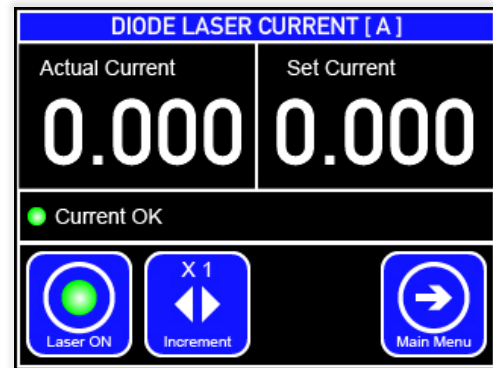 DIODE LASER CURRENT [ A ]
Actual Current
Set Current
0.000
0.000
Current OK
X 1
Laser ON
Increment
Main Menu